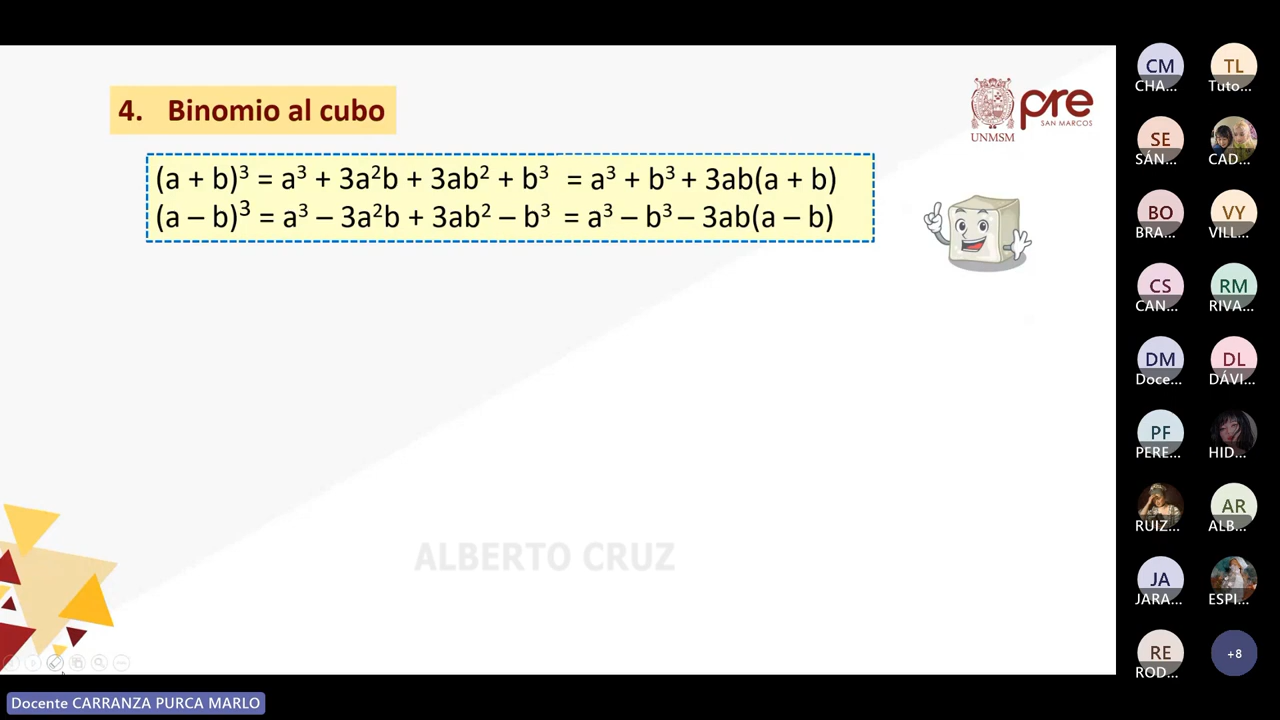 4. Binomio al cubo
UNMSM
pre
SAN MARCOS
(a + b)³ = a³ + 3a²b + 3ab² + b³ = a³ + b³ + 3ab(a + b)
(a – b)³ = a³ – 3a²b + 3ab² – b³ = a³ – b³ – 3ab(a – b)
ALBERTO CRUZ
CM
CHA...
TL
Tuto...
SE
SÁN...
CAD...
BO
BRA...
VY
VILL...
CS
CAN...
RM
RIVA...
DM
Doce...
DL
DÁVI...
PF
PERE...
HID...
RUIZ...
AR
ALB...
JA
JARA...
ESPI...
RE
ROD...
+8
Docente CARRANZA PURCA MARLO